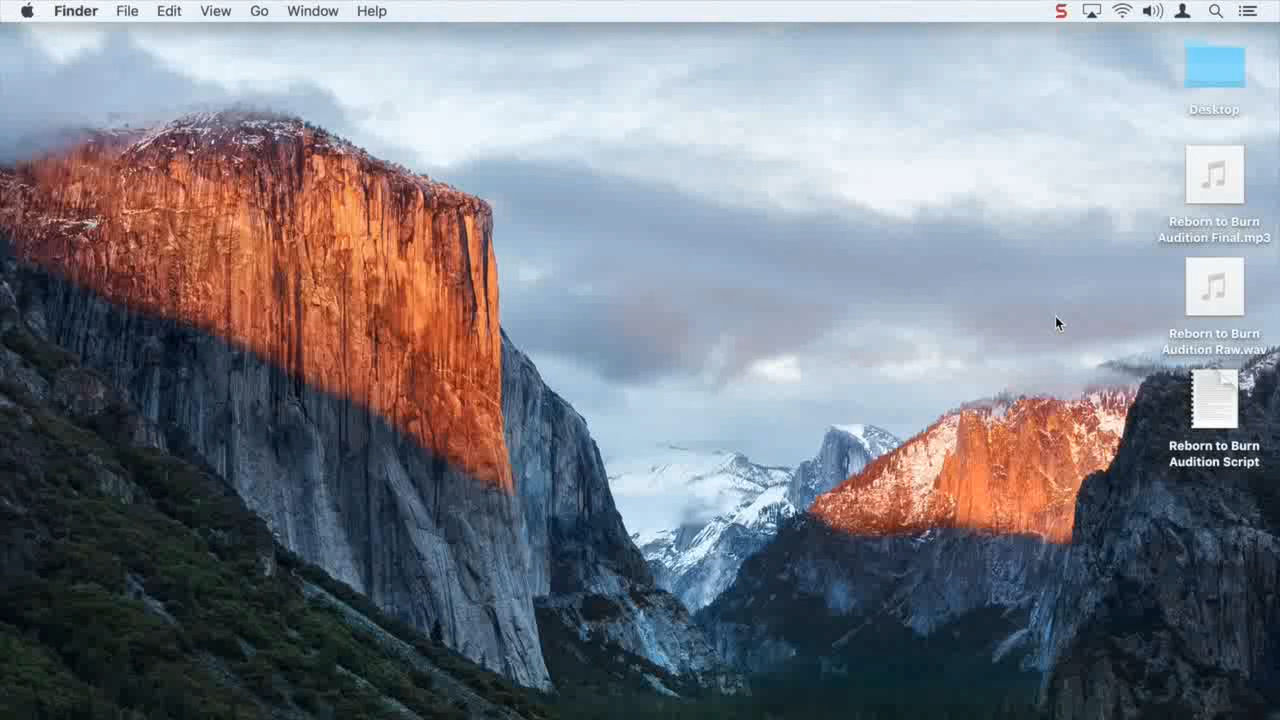 Finder File Edit View Go Window Help
Desktop
Reborn to Burn
Audition Final.mp3
Reborn to Burn
Audition Raw.wav
Reborn to Burn
Audition Script